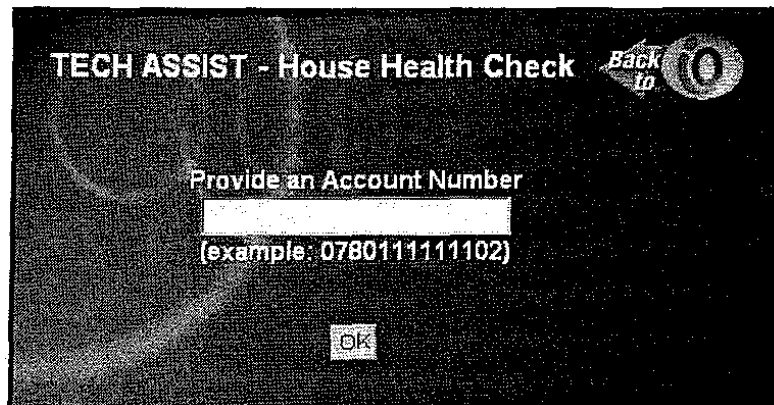 TECH ASSIST - House Health Check
Back
to
Provide an Account Number
(example: 0780111111102)
OK